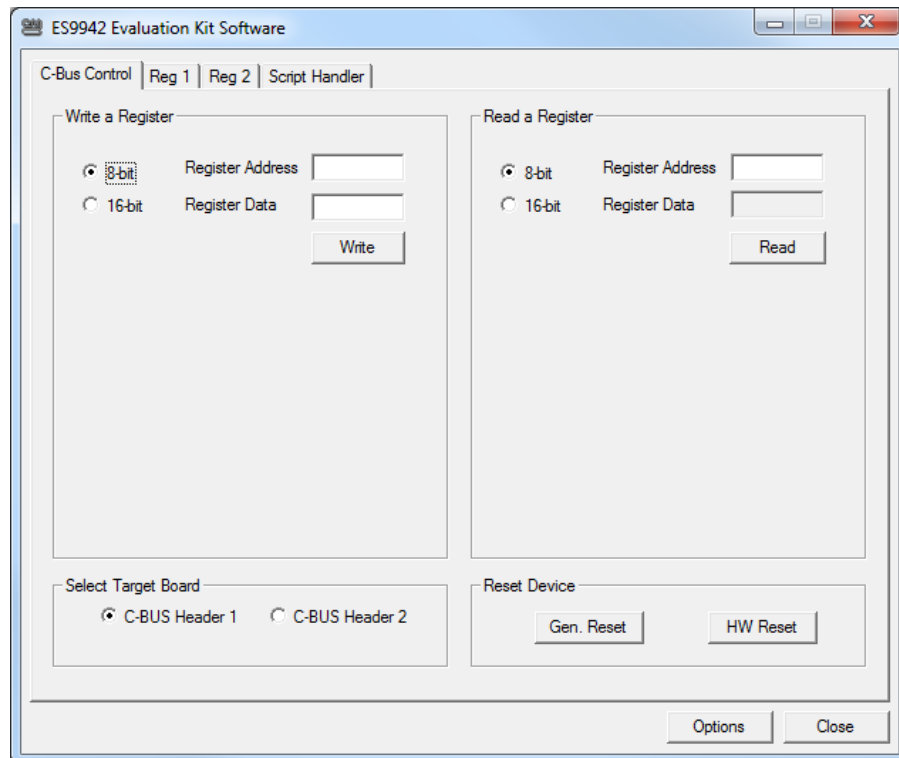 ES9942 Evaluation Kit Software
C-Bus Control Reg 1 Reg 2 Script Handler
Write a Register
8-bit Register Address
16-bit Register Data
Write
Read a Register
8-bit Register Address
16-bit Register Data
Read
Select Target Board
C-BUS Header 1 C-BUS Header 2
Reset Device
Gen. Reset HW Reset
Options Close